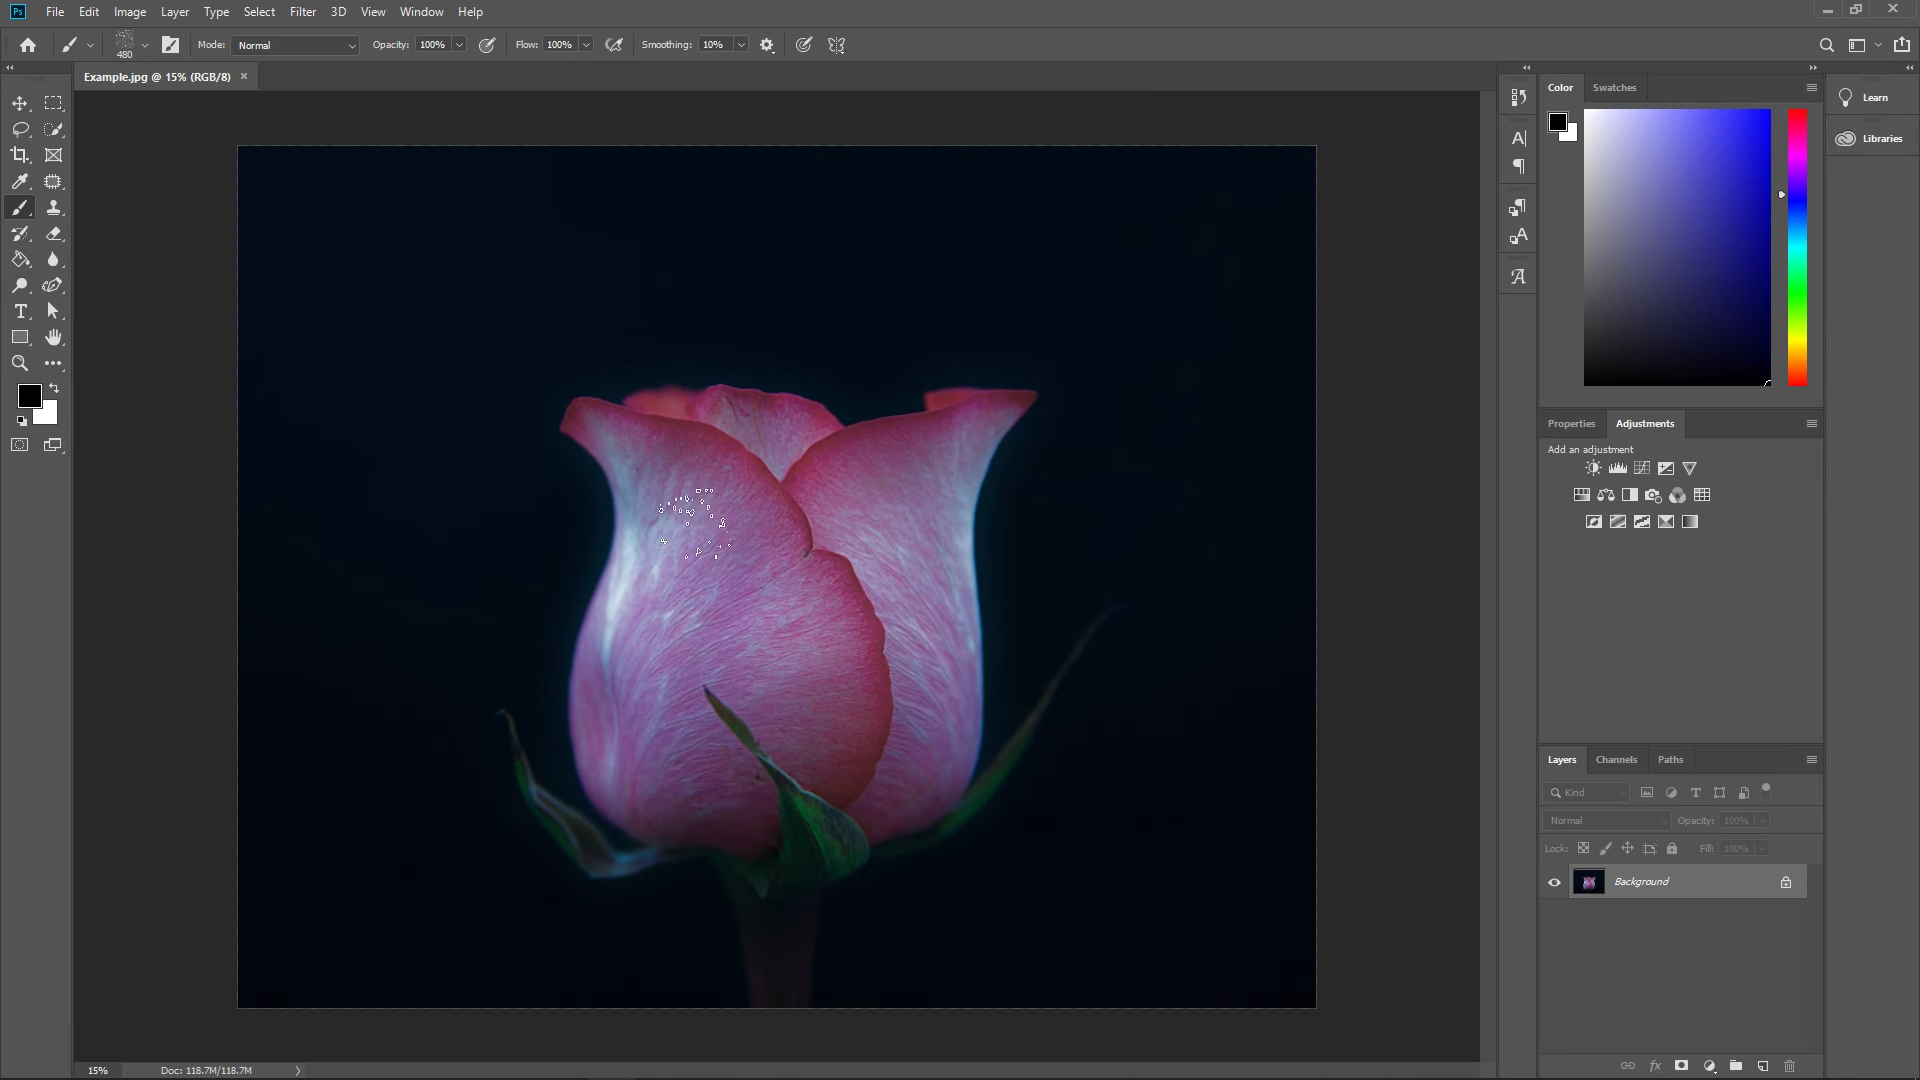 Ps File Edit Image Layer Type Select Filter 3D View Window Help
480 Mode: Normal Opacity: 100% Flow: 100% Smoothing: 10%
Example.jpg @ 15% (RGB/8) ×
Color Swatches
Learn
Libraries
Properties Adjustments
Add an adjustment
Layers Channels Paths
Kind
Normal Opacity: 100%
Lock: Fill: 100%
Background
fx
15% Doc: 118.7M/118.7M